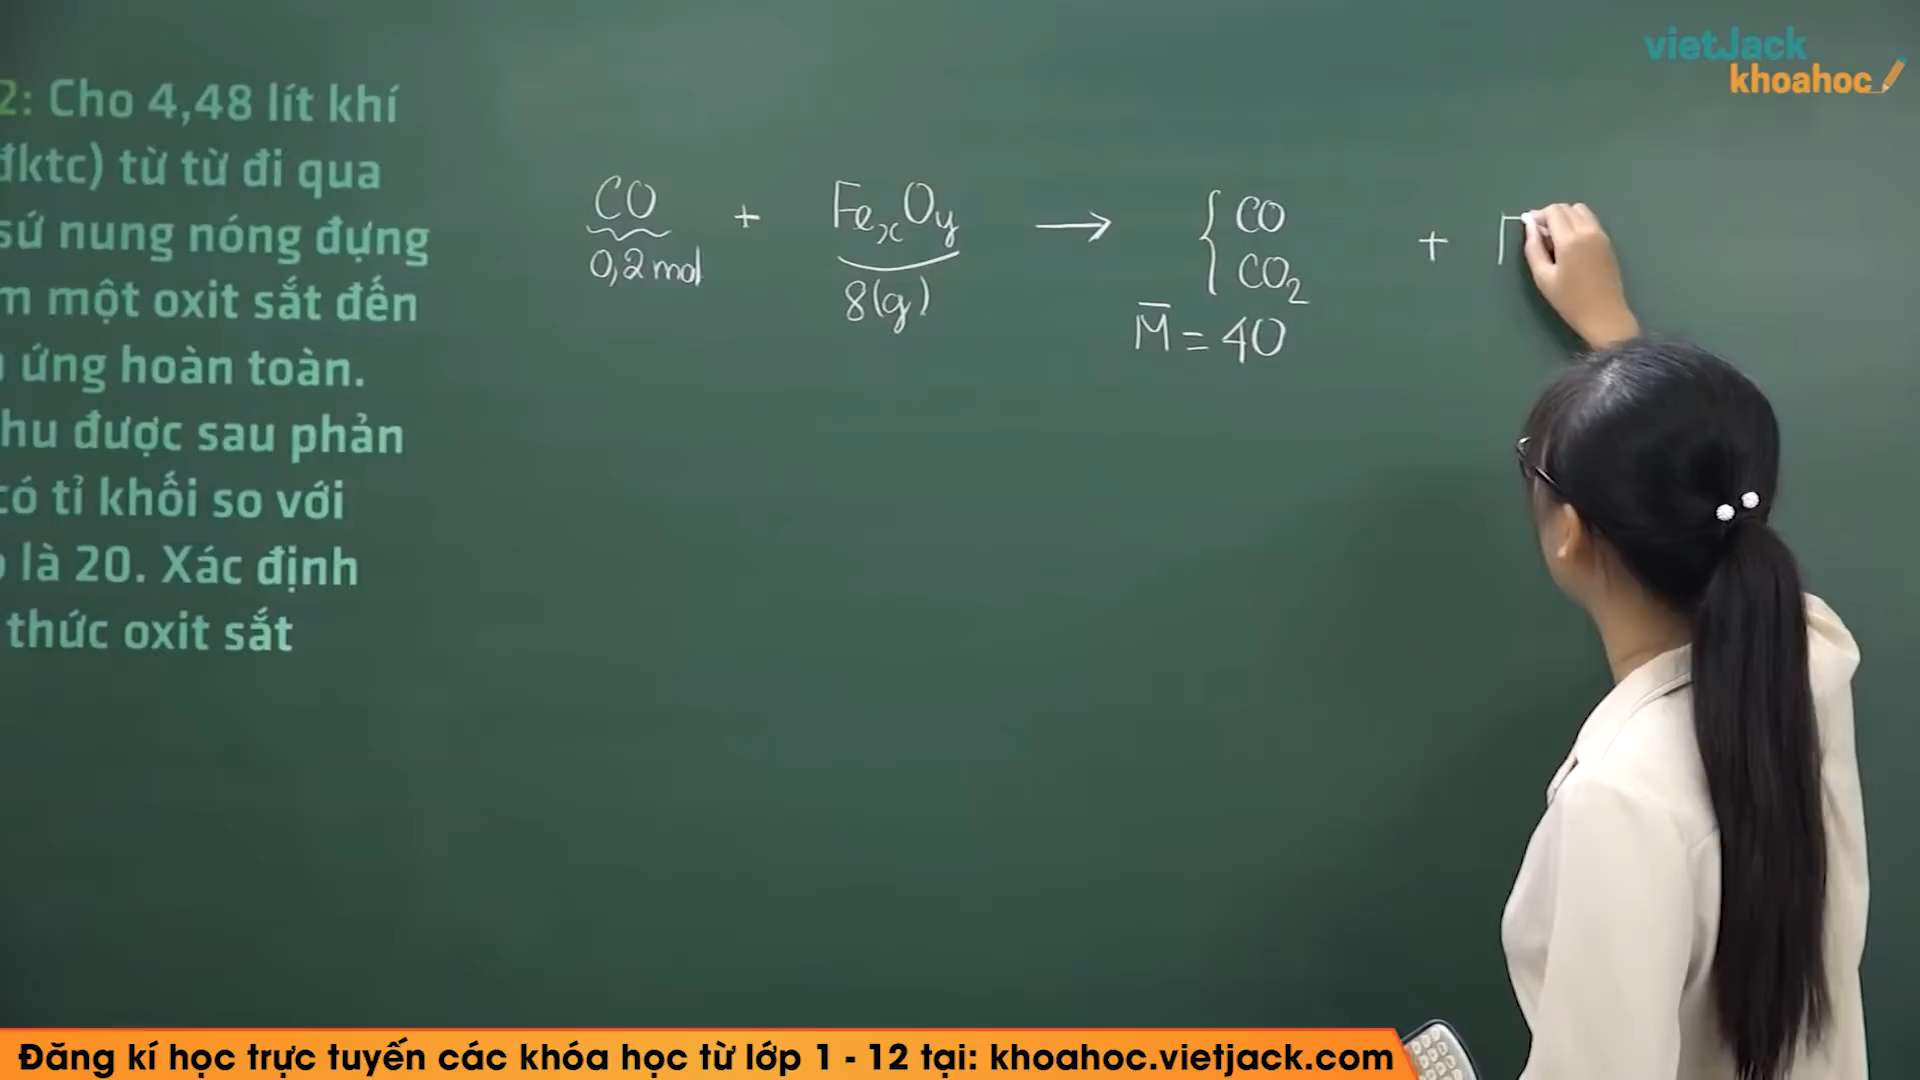 2: Cho 4,48 lít khí
đktc) từ từ đi qua
sứ nung nóng đựng
m một oxit sắt đến
ứng hoàn toàn.
hu được sau phản
có tỉ khối so với
là 20. Xác định
thức oxit sắt
CO + FexOy → { CO CO2 +
0,2 mol
8(g)
M̅ = 40
vietJack
khoahoc
Đăng kí học trực tuyến các khóa học từ lớp 1 - 12 tại: khoahoc.vietjack.com